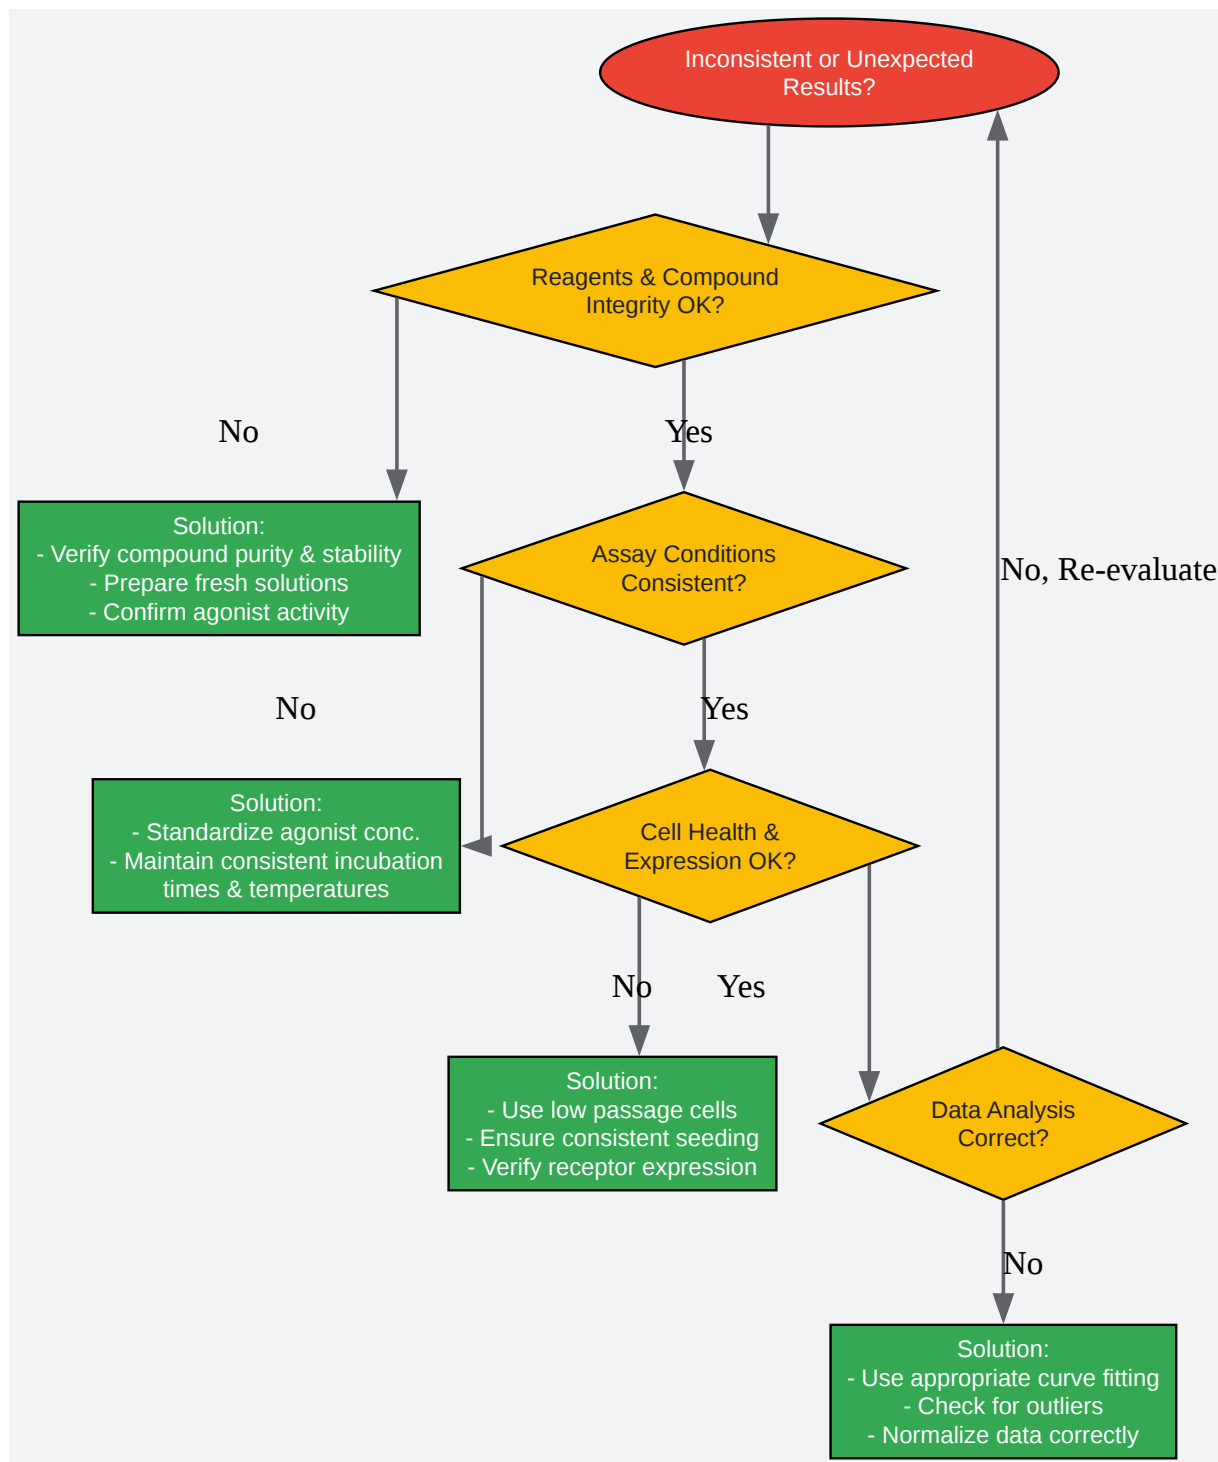 Inconsistent or Unexpected
Results?
Reagents & Compound
Integrity OK?
No
Yes
Solution:
- Verify compound purity & stability
- Prepare fresh solutions
- Confirm agonist activity
Assay Conditions
Consistent?
No, Re-evaluate
No
Yes
Solution:
- Standardize agonist conc.
- Maintain consistent incubation
times & temperatures
Cell Health &
Expression OK?
No
Yes
Solution:
- Use low passage cells
- Ensure consistent seeding
- Verify receptor expression
Data Analysis
Correct?
No
Solution:
- Use appropriate curve fitting
- Check for outliers
- Normalize data correctly